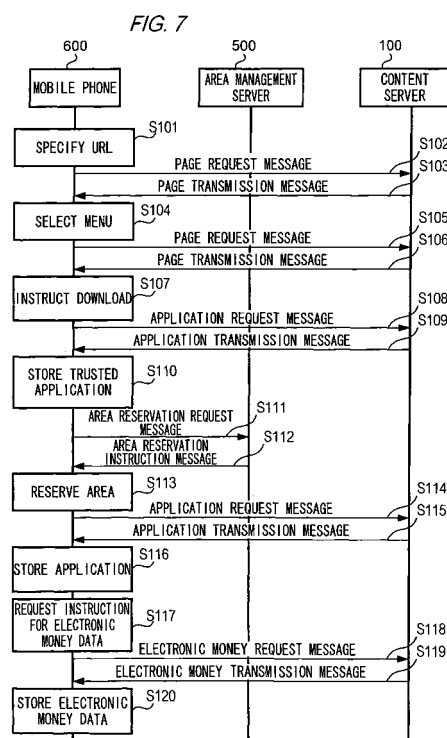 FIG. 7
600
500
100
MOBILE PHONE
AREA MANAGEMENT
SERVER
CONTENT
SERVER
S101
SPECIFY URL
S102
PAGE REQUEST MESSAGE
S103
PAGE TRANSMISSION MESSAGE
S104
SELECT MENU
S105
PAGE REQUEST MESSAGE
S106
PAGE TRANSMISSION MESSAGE
S107
INSTRUCT DOWNLOAD
S108
APPLICATION REQUEST MESSAGE
S109
APPLICATION TRANSMISSION MESSAGE
S110
STORE TRUSTED
APPLICATION
S111
AREA RESERVATION REQUEST
MESSAGE
S112
AREA RESERVATION
INSTRUCTION MESSAGE
S113
RESERVE AREA
S114
APPLICATION REQUEST MESSAGE
S115
APPLICATION TRANSMISSION MESSAGE
S116
STORE APPLICATION
S117
REQUEST INSTRUCTION
FOR ELECTRONIC
MONEY DATA
S118
ELECTRONIC MONEY REQUEST MESSAGE
S119
ELECTRONIC MONEY TRANSMISSION MESSAGE
S120
STORE ELECTRONIC
MONEY DATA